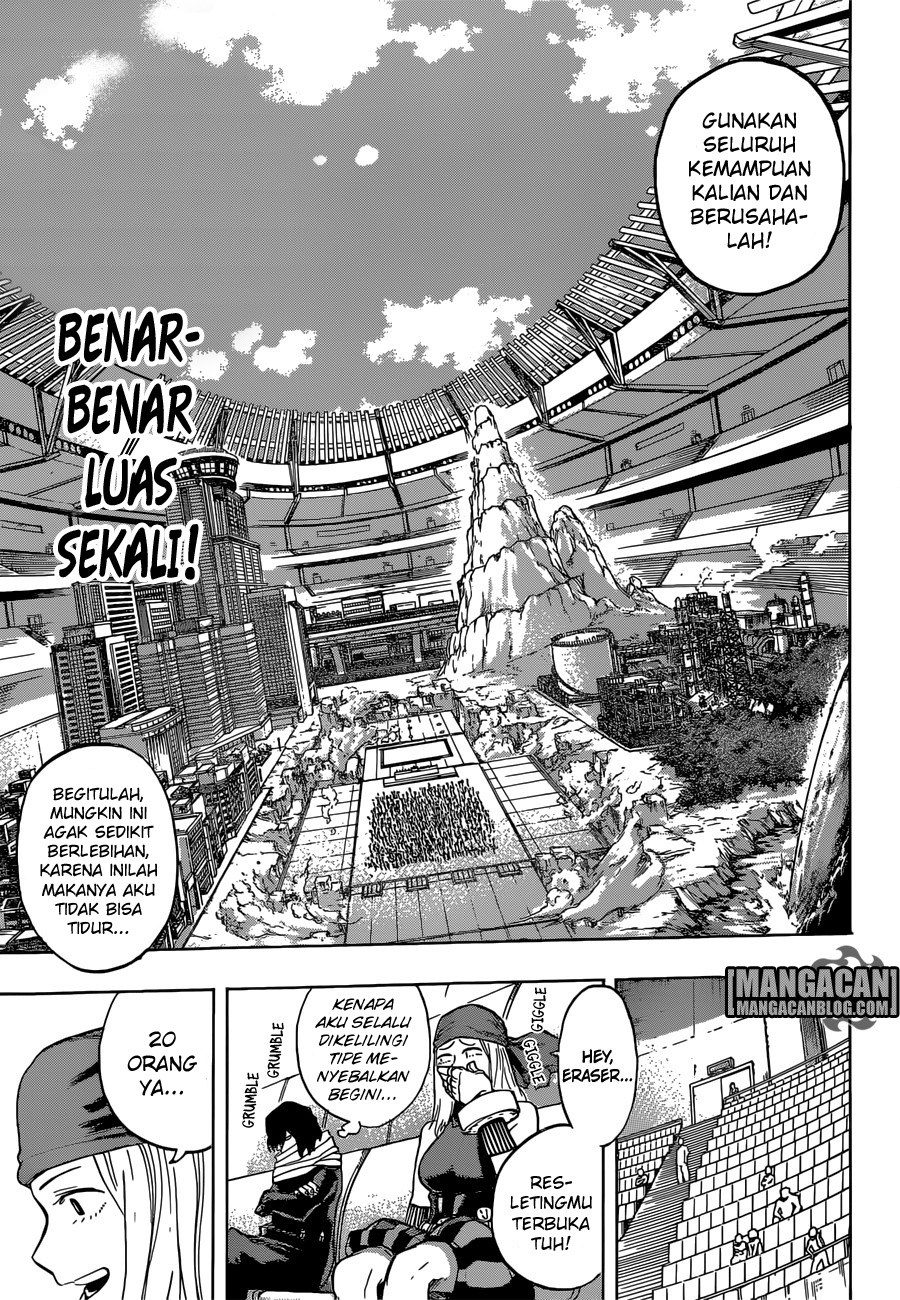 GUNAKAN
SELURUH
KEMAMPUAN
KALIAN DAN
BERUSAHA-
LAH!
BENAR-
BENAR
LUAS
SEKALI!
BEGITULAH,
MUNGKIN INI
AGAK SEDIKIT
BERLEBIHAN,
KARENA INILAH
MAKANYA AKU
TIDAK BISA
TIDUR...
MANGACAN
MANGACANBLOG.COM
HEY,
ERASER...
RES-
LETINGMU
TERBUKA
TUH!
GIGGLE
GIGGLE
KENAPA
AKU SELALU
DIKELILINGI
TIPE ME-
NYEBALKAN
BEGINI...
GRUMBLE
GRUMBLE
20
ORANG
YA...